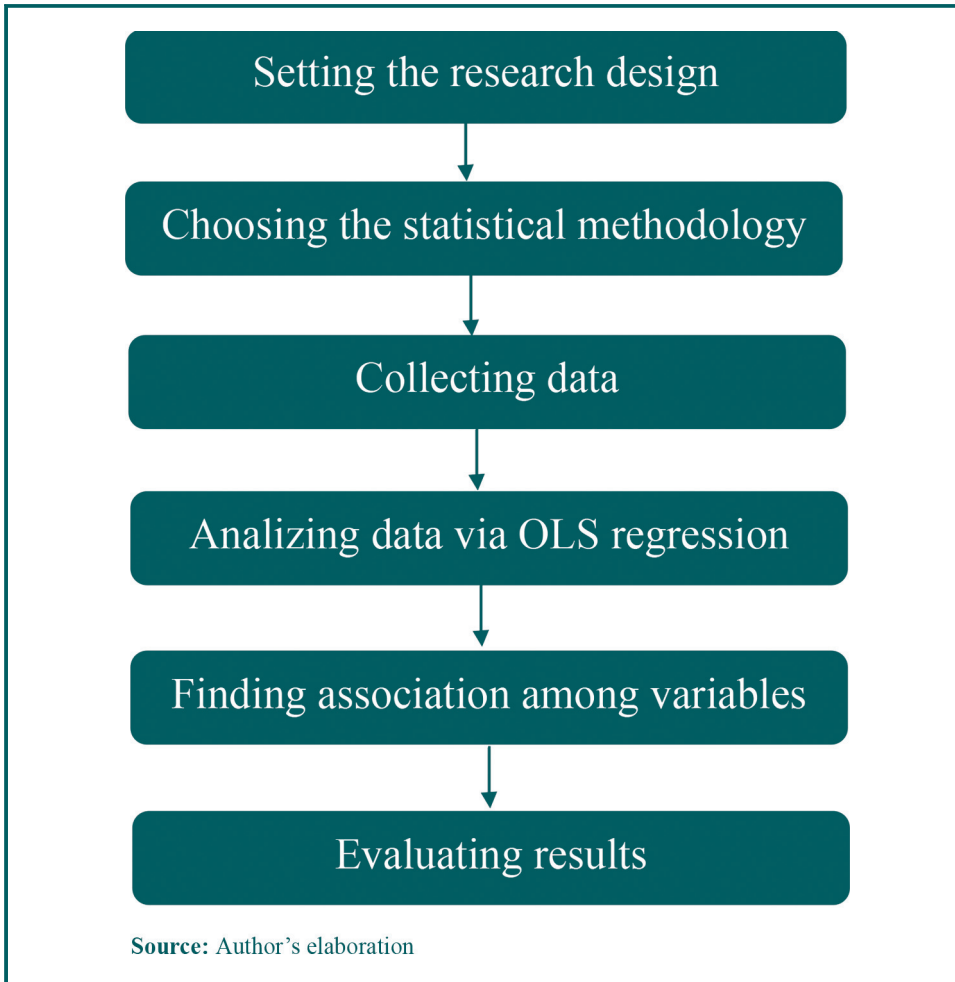 Setting the research design
Choosing the statistical methodology
Collecting data
Analizing data via OLS regression
Finding association among variables
Evaluating results
Source: Author’s elaboration